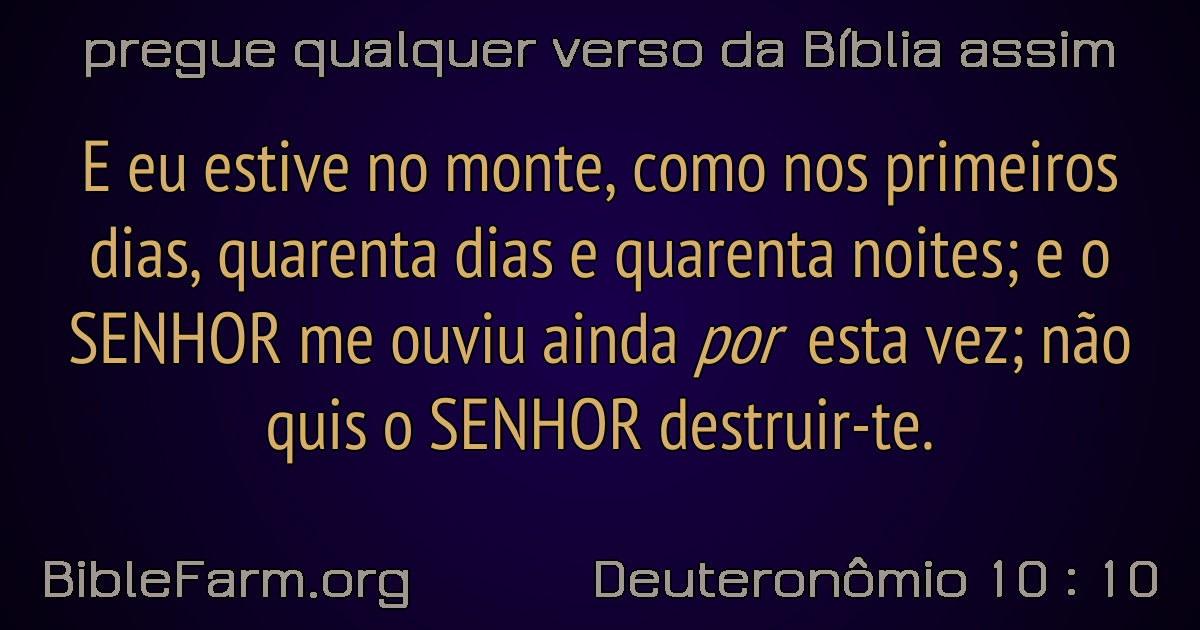 pregue qualquer verso da Bíblia assim
E eu estive no monte, como nos primeiros
dias, quarenta dias e quarenta noites; e o
SENHOR me ouviu ainda por esta vez; não
quis o SENHOR destruir-te.
BibleFarm.org
Deuteronômio 10 : 10